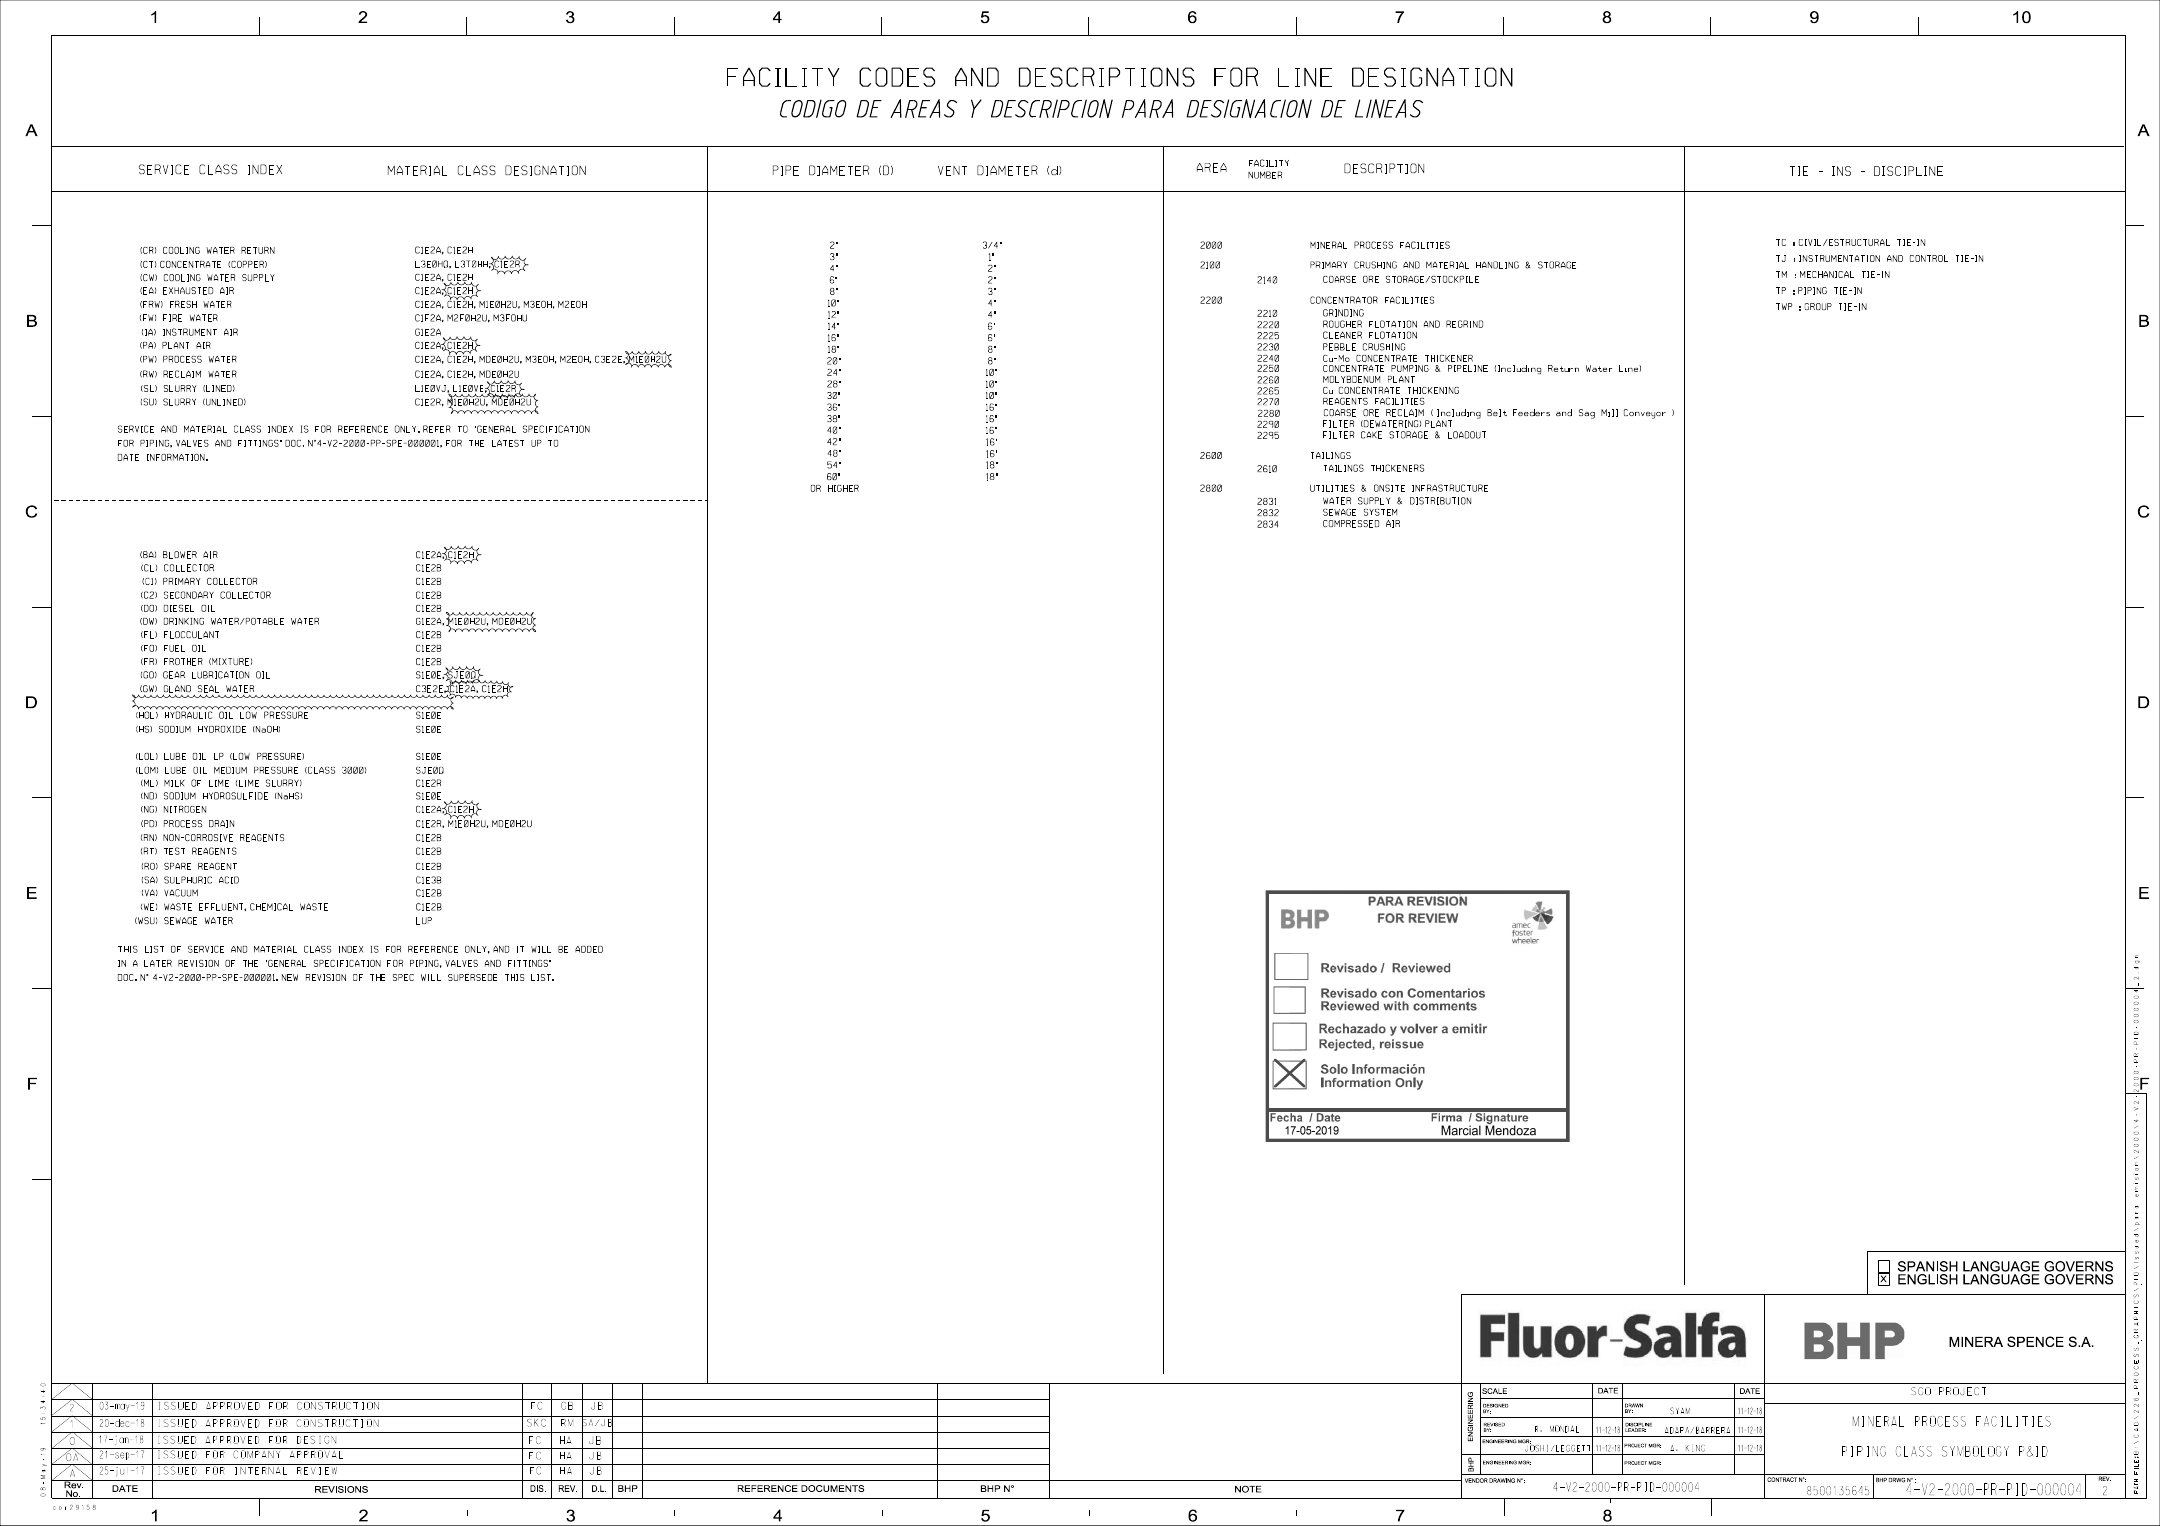 1 2 3 4 5 6 7 8 9 10
FACILITY CODES AND DESCRIPTIONS FOR LINE DESIGNATION
CODIGO DE AREAS Y DESCRIPCION PARA DESIGNACION DE LINEAS
A A
B B
C C
D D
E E
F F
SERVICE CLASS INDEX MATERIAL CLASS DESIGNATION
(CR) COOLING WATER RETURN C1E2A, C1E2H
(CT) CONCENTRATE (COPPER) L3E0HG, L3T0HH, C1E2R
(CW) COOLING WATER SUPPLY C1E2A, C1E2H
(EA) EXHAUSTED AIR C1E2A, C1E2H
(FRW) FRESH WATER C1E2A, C1E2H, M1E0H2U, M3EOH, M2EOH
(FW) FIRE WATER C1F2A, M2F0H2U, M3FOHU
(IA) INSTRUMENT AIR G1E2A
(PA) PLANT AIR C1E2A, C1E2H
(PW) PROCESS WATER C1E2A, C1E2H, MDE0H2U, M3EOH, M2EOH, C3E2E, M1E0H2U
(RW) RECLAIM WATER C1E2A, C1E2H, MDE0H2U
(SL) SLURRY (LINED) L1E0VJ, L1E0VE, C1E2R
(SU) SLURRY (UNLINED) C1E2R, M1E0H2U, MDE0H2U
SERVICE AND MATERIAL CLASS INDEX IS FOR REFERENCE ONLY, REFER TO "GENERAL SPECIFICATION
FOR PIPING, VALVES AND FITTINGS" DOC. N°4-V2-2000-PP-SPE-000001, FOR THE LATEST UP TO
DATE INFORMATION.
(BA) BLOWER AIR C1E2A, C1E2H
(CL) COLLECTOR C1E2B
(C1) PRIMARY COLLECTOR C1E2B
(C2) SECONDARY COLLECTOR C1E2B
(DO) DIESEL OIL C1E2B
(DW) DRINKING WATER/POTABLE WATER G1E2A, M1E0H2U, MDE0H2U
(FL) FLOCCULANT C1E2B
(FO) FUEL OIL C1E2B
(FR) FROTHER (MIXTURE) C1E2B
(GO) GEAR LUBRICATION OIL S1E0E, SJE0D
(GW) GLAND SEAL WATER C3E2E, C1E2A, C1E2H
(HOL) HYDRAULIC OIL LOW PRESSURE S1E0E
(HS) SODIUM HYDROXIDE (NaOH) S1E0E
(LOL) LUBE OIL LP (LOW PRESSURE) S1E0E
(LOM) LUBE OIL MEDIUM PRESSURE (CLASS 3000) SJE0D
(ML) MILK OF LIME (LIME SLURRY) C1E2R
(ND) SODIUM HYDROSULFIDE (NaHS) S1E0E
(NG) NITROGEN C1E2A, C1E2H
(PD) PROCESS DRAIN C1E2R, M1E0H2U, MDE0H2U
(RN) NON-CORROSIVE REAGENTS C1E2B
(RT) TEST REAGENTS C1E2B
(RO) SPARE REAGENT C1E2B
(SA) SULPHURIC ACID C1E3B
(VA) VACUUM C1E2B
(WE) WASTE EFFLUENT, CHEMICAL WASTE C1E2B
(WSU) SEWAGE WATER LUP
THIS LIST OF SERVICE AND MATERIAL CLASS INDEX IS FOR REFERENCE ONLY, AND IT WILL BE ADDED
IN A LATER REVISION OF THE "GENERAL SPECIFICATION FOR PIPING, VALVES AND FITTINGS"
DOC. N° 4-V2-2000-PP-SPE-000001. NEW REVISION OF THE SPEC WILL SUPERSEDE THIS LIST.
PIPE DIAMETER (D) VENT DIAMETER (d)
2" 3/4"
3" 1"
4" 2"
6" 2"
8" 3"
10" 4"
12" 4"
14" 6"
16" 6"
18" 8"
20" 8"
24" 10"
28" 10"
30" 10"
36" 16"
38" 16"
40" 16"
42" 16"
48" 16"
54" 18"
60" 18"
OR HIGHER
AREA FACILITY NUMBER DESCRIPTION
2000 MINERAL PROCESS FACILITIES
2100 PRIMARY CRUSHING AND MATERIAL HANDLING & STORAGE
2140 COARSE ORE STORAGE/STOCKPILE
2200 CONCENTRATOR FACILITIES
2210 GRINDING
2220 ROUGHER FLOTATION AND REGRIND
2225 CLEANER FLOTATION
2230 PEBBLE CRUSHING
2240 Cu-Mo CONCENTRATE THICKENER
2250 CONCENTRATE PUMPING & PIPELINE (Including Return Water Line)
2260 MOLYBDENUM PLANT
2265 Cu CONCENTRATE THICKENING
2270 REAGENTS FACILITIES
2280 COARSE ORE RECLAIM ( Including Belt Feeders and Sag Mill Conveyor )
2290 FILTER (DEWATERING) PLANT
2295 FILTER CAKE STORAGE & LOADOUT
2600 TAILINGS
2610 TAILINGS THICKENERS
2800 UTILITIES & ONSITE INFRASTRUCTURE
2831 WATER SUPPLY & DISTRIBUTION
2832 SEWAGE SYSTEM
2834 COMPRESSED AIR
TIE - INS - DISCIPLINE
TC : CIVIL/ESTRUCTURAL TIE-IN
TJ : INSTRUMENTATION AND CONTROL TIE-IN
TM : MECHANICAL TIE-IN
TP : PIPING TIE-IN
TWP : GROUP TIE-IN
PARA REVISION
FOR REVIEW
BHP
amec
foster
wheeler
Revisado / Reviewed
Revisado con Comentarios
Reviewed with comments
Rechazado y volver a emitir
Rejected, reissue
Solo Información
Information Only
Fecha / Date Firma / Signature
17-05-2019 Marcial Mendoza
SPANISH LANGUAGE GOVERNS
X ENGLISH LANGUAGE GOVERNS
Fluor-Salfa
BHP MINERA SPENCE S.A.
2 03-may-19 ISSUED APPROVED FOR CONSTRUCTION FC GB JB
1 20-dec-18 ISSUED APPROVED FOR CONSTRUCTION SKC RM SA/JB
0 17-jan-18 ISSUED APPROVED FOR DESIGN FC HA JB
0A 21-sep-17 ISSUED FOR COMPANY APPROVAL FC HA JB
A 25-jul-17 ISSUED FOR INTERNAL REVIEW FC HA JB
Rev. No. DATE REVISIONS DIS. REV. D.L. BHP REFERENCE DOCUMENTS BHP N° NOTE
ENGINEERING
SCALE DATE DATE
DESIGNED BY: DRAWN BY: SYAM 11-12-18
REVISED BY: R. MONDAL 11-12-18 DISCIPLINE LEADER: ADAPA/BARRERA 11-12-18
ENGINEERING MGR: JOSHI/LEGGETT 11-12-18 PROJECT MGR: A. KING 11-12-18
BHP ENGINEERING MGR: PROJECT MGR:
VENDOR DRAWING N°: 4-V2-2000-PR-PID-000004
SGO PROJECT
MINERAL PROCESS FACILITIES
PIPING CLASS SYMBOLOGY P&ID
CONTRACT N°: 8500135645
BHP DRWG N°: 4-V2-2000-PR-PID-000004
REV. 2
08-May-19 15:34:40
cor29158
1 2 3 4 5 6 7 8